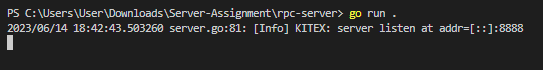 PS C:\Users\User\Downloads\Server-Assignment\rpc-server> go run .
2023/06/14 18:42:43.503260 server.go:81: [Info] KITEX: server listen at addr=[::]:8888